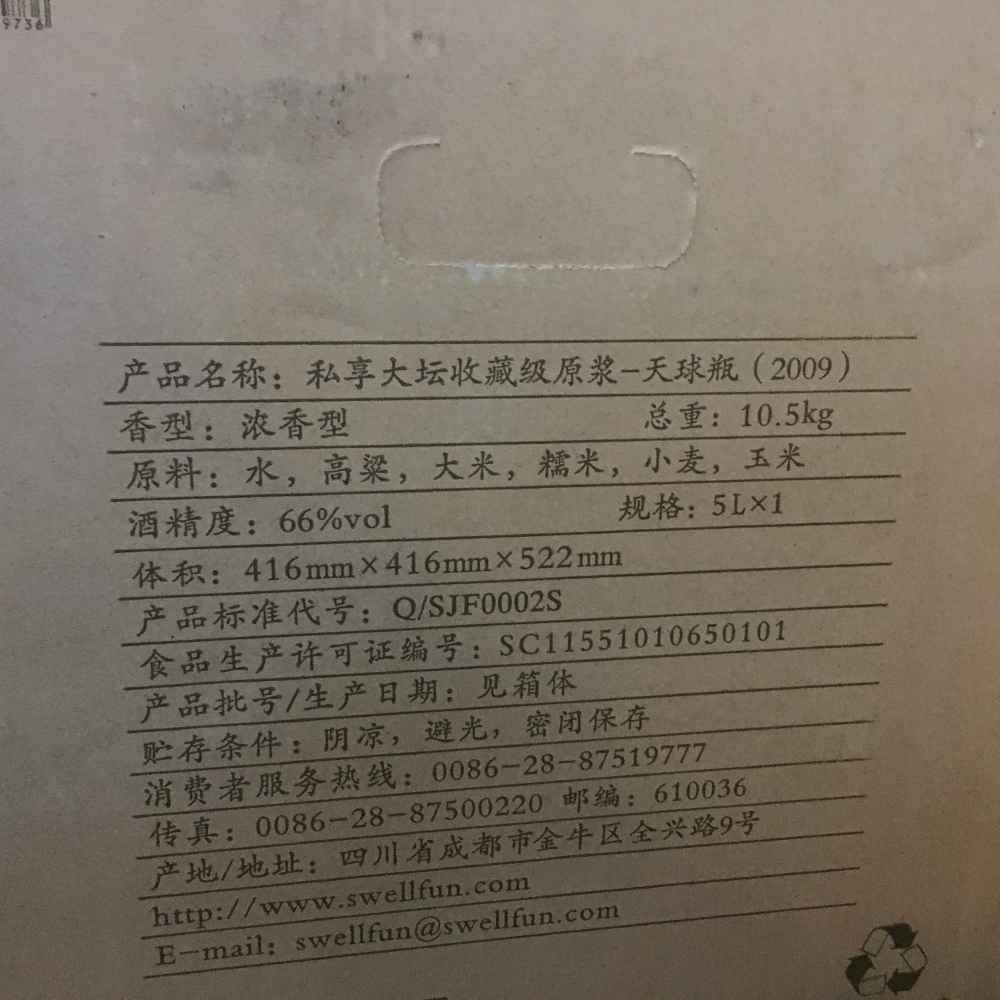 9736
产品名称：私享大坛收藏级原浆-天球瓶（2009）
香型：浓香型 总重：10.5kg
原料：水，高粱，大米，糯米，小麦，玉米
酒精度：66%vol 规格：5L×1
体积：416mm×416mm×522mm
产品标准代号：Q/SJF0002S
食品生产许可证编号：SC11551010650101
产品批号/生产日期：见箱体
贮存条件：阴凉，避光，密闭保存
消费者服务热线：0086-28-87519777
传真：0086-28-87500220 邮编：610036
产地/地址：四川省成都市金牛区全兴路9号
http://www.swellfun.com
E-mail：swellfun@swellfun.com